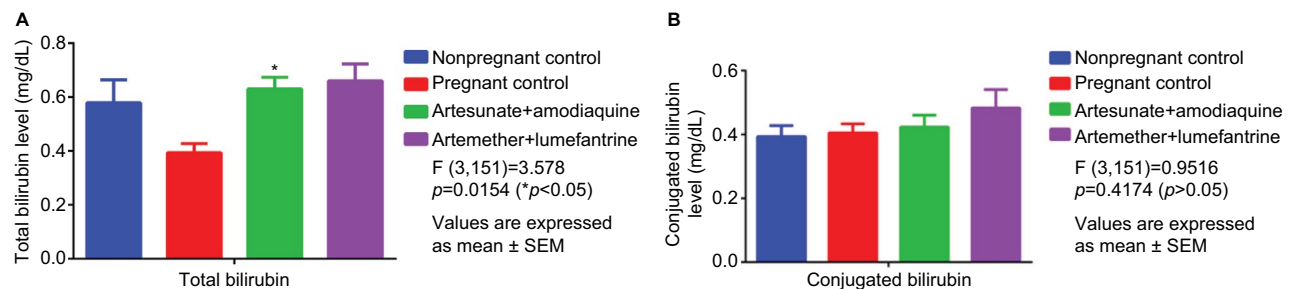 A
Total bilirubin level (mg/dL)
0.8
0.6
0.4
0.2
0.0
*
Total bilirubin
Nonpregnant control
Pregnant control
Artesunate+amodiaquine
Artemether+lumefantrine
F (3,151)=3.578
p=0.0154 (*p<0.05)
Values are expressed
as mean ± SEM
B
Conjugated bilirubin
level (mg/dL)
0.6
0.4
0.2
0.0
Conjugated bilirubin
Nonpregnant control
Pregnant control
Artesunate+amodiaquine
Artemether+lumefantrine
F (3,151)=0.9516
p=0.4174 (p>0.05)
Values are expressed
as mean ± SEM